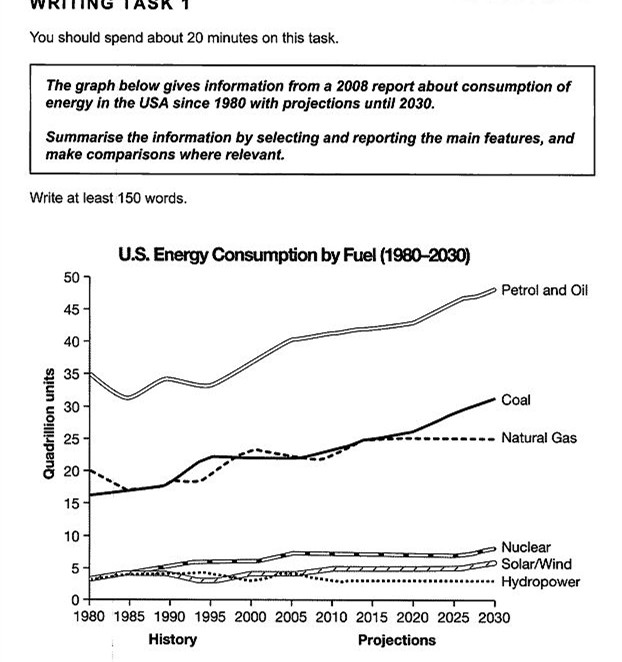 WRITING TASK 1
You should spend about 20 minutes on this task.
The graph below gives information from a 2008 report about consumption of
energy in the USA since 1980 with projections until 2030.
Summarise the information by selecting and reporting the main features, and
make comparisons where relevant.
Write at least 150 words.
U.S. Energy Consumption by Fuel (1980–2030)
Quadrillion units
50
45
40
35
30
25
20
15
10
5
0
Petrol and Oil
Coal
Natural Gas
Nuclear
Solar/Wind
Hydropower
1980 1985 1990 1995 2000 2005 2010 2015 2020 2025 2030
History Projections